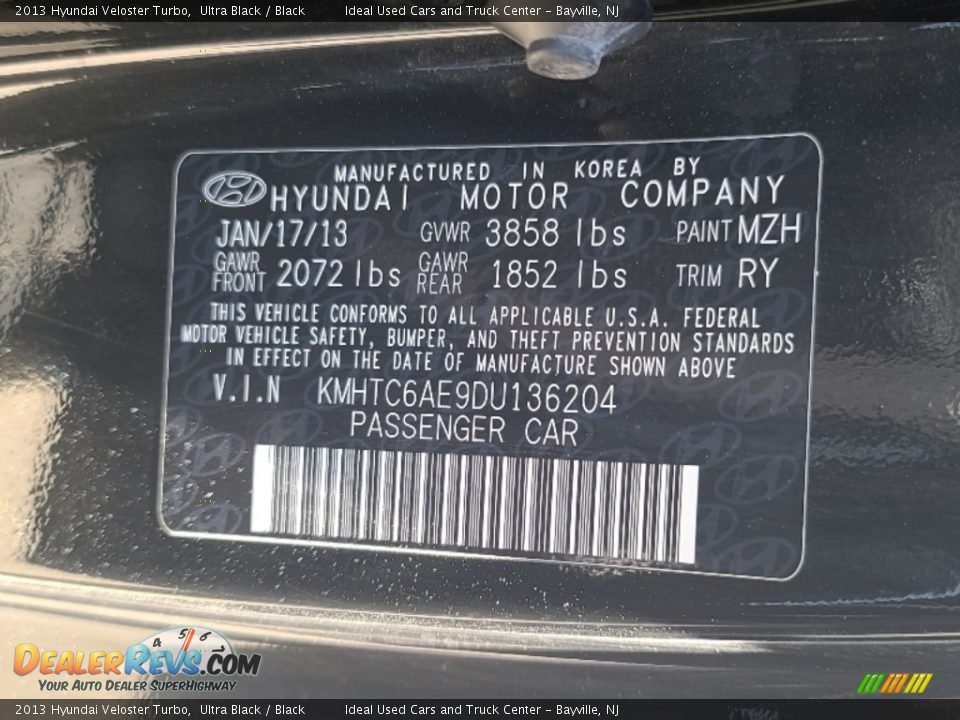 2013 Hyundai Veloster Turbo, Ultra Black / Black Ideal Used Cars and Truck Center - Bayville, NJ
MANUFACTURED IN KOREA BY
HYUNDAI MOTOR COMPANY
JAN/17/13 GVWR 3858 lbs PAINT MZH
GAWR FRONT 2072 lbs GAWR REAR 1852 lbs TRIM RY
THIS VEHICLE CONFORMS TO ALL APPLICABLE U.S.A. FEDERAL
MOTOR VEHICLE SAFETY, BUMPER, AND THEFT PREVENTION STANDARDS
IN EFFECT ON THE DATE OF MANUFACTURE SHOWN ABOVE
V.I.N KMHTC6AE9DU136204
PASSENGER CAR
4 5 6
DEALERREVS.COM
YOUR AUTO DEALER SUPERHIGHWAY
2013 Hyundai Veloster Turbo, Ultra Black / Black Ideal Used Cars and Truck Center - Bayville, NJ